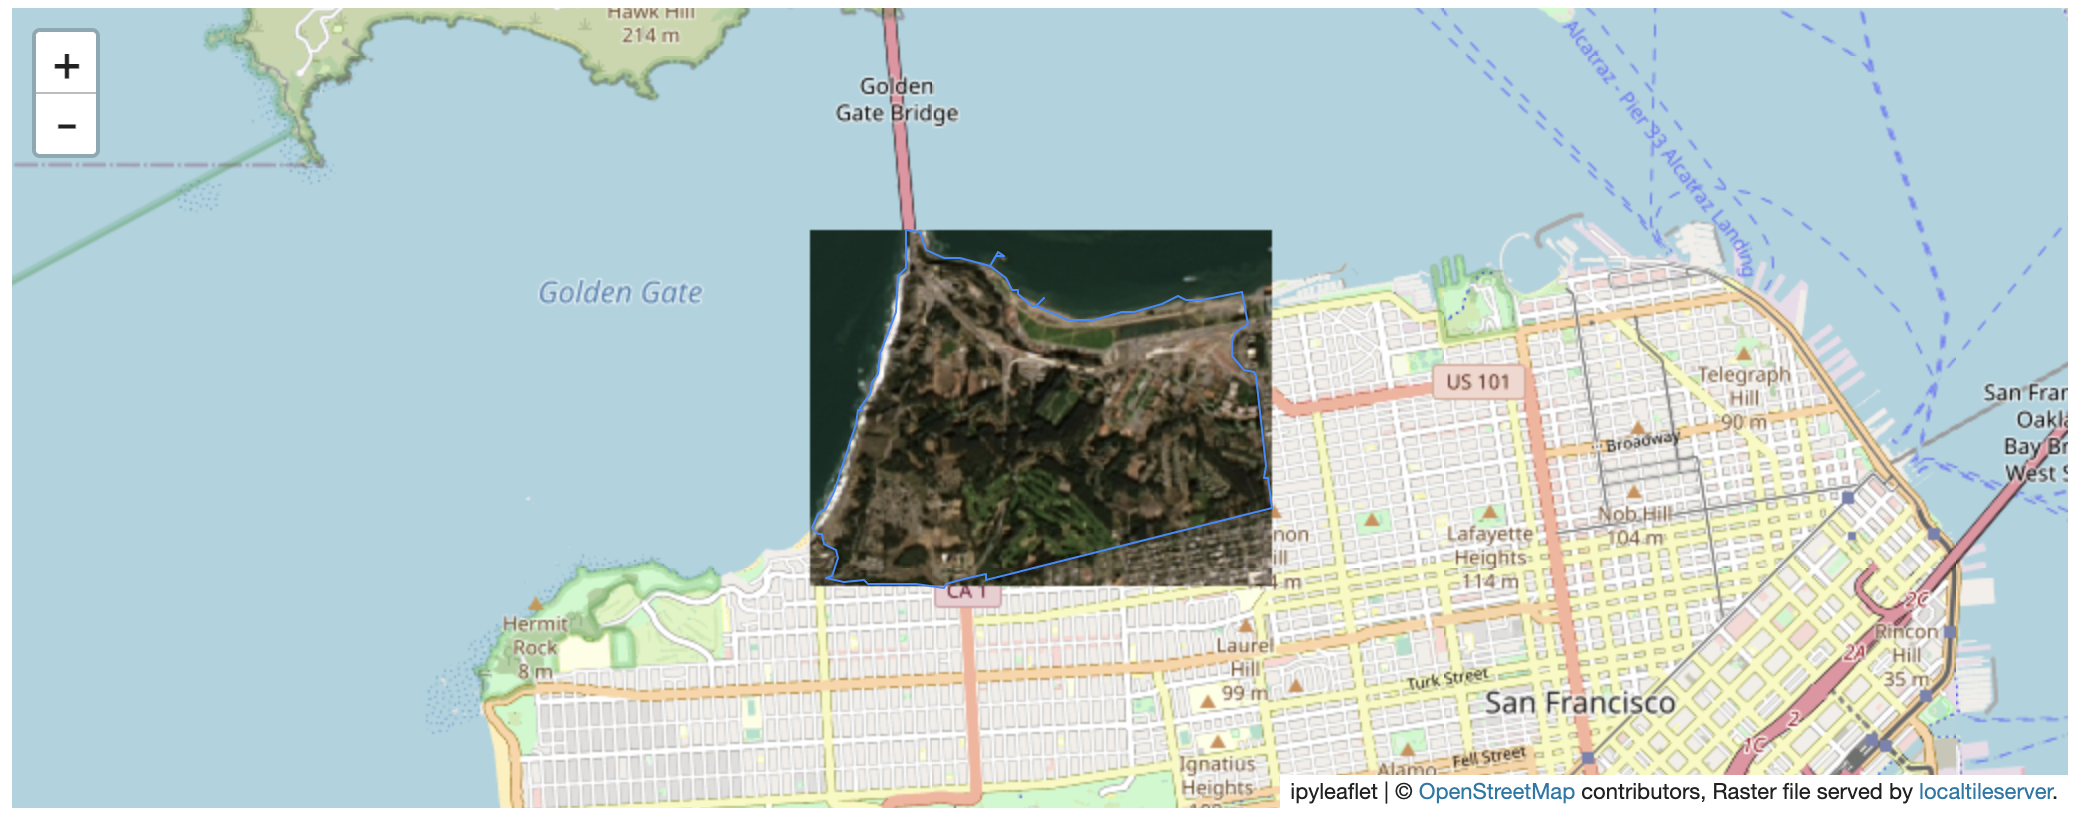 Hawk Hill
214 m
+
-
Golden
Gate Bridge
Alcatraz - Pier 33 Alcatraz Landing
Golden Gate
US 101
Telegraph
Hill
90 m
San Fran
Oakla
Bay Br
West S
Broadway
Nob Hill
104 m
Lafayette
Heights
114 m
non
ill
4 m
CA 1
Hermit
Rock
8 m
Laurel
Hill
99 m
2C
Rincon
Hill
35 m
2A
Turk Street
San Francisco
2
1C
Fell Street
Alamo
Ignatius
Heights
ipyleaflet | © OpenStreetMap contributors, Raster file served by localtileserver.